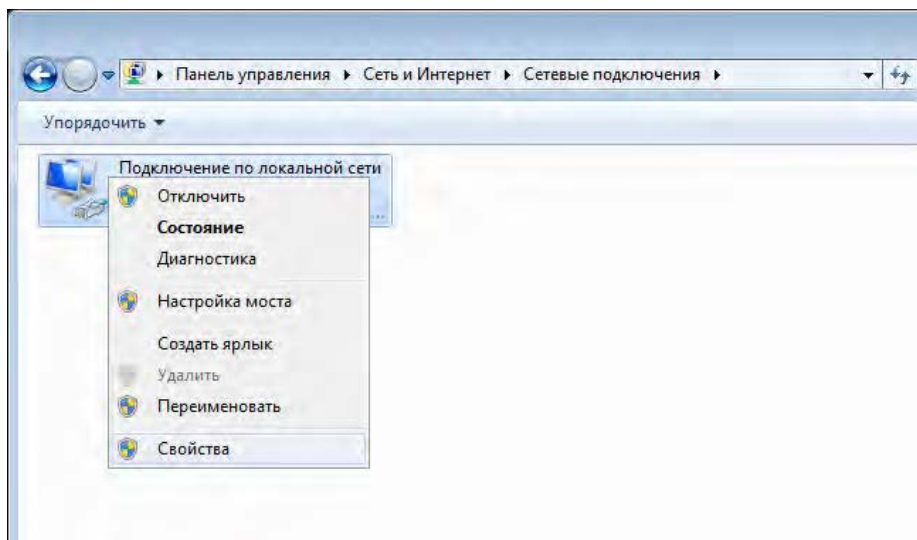 Панель управления ▸ Сеть и Интернет ▸ Сетевые подключения ▸
Упорядочить
Подключение по локальной сети
Отключить
...
Состояние
Диагностика
Настройка моста
Создать ярлык
Удалить
Переименовать
Свойства